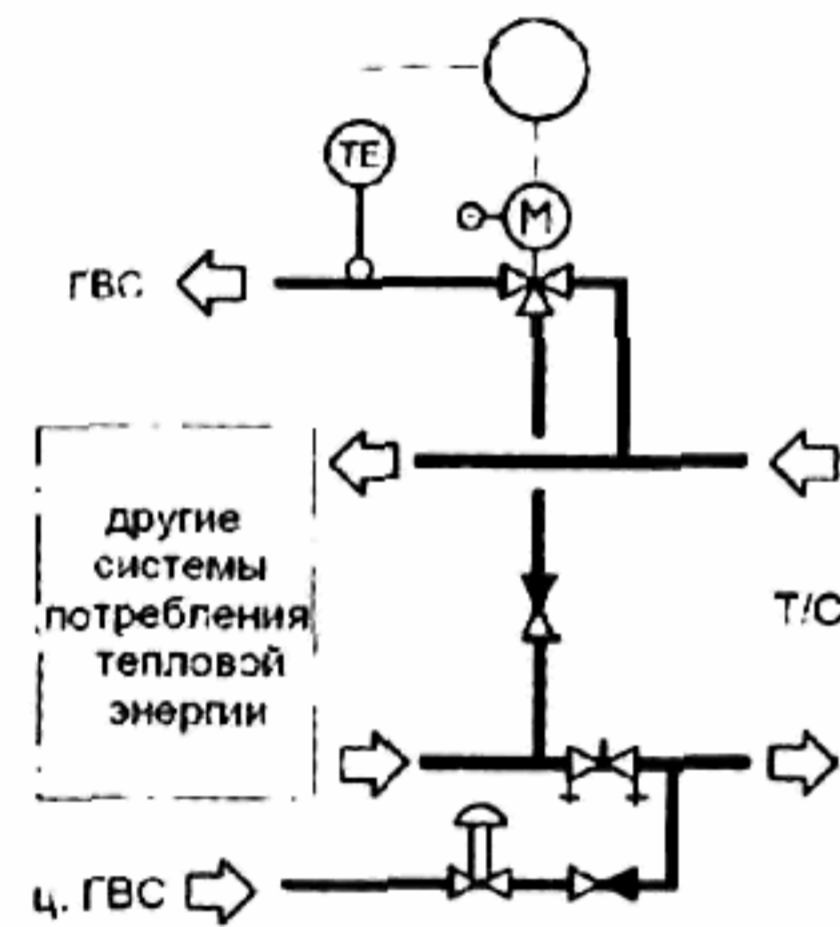 TE
M
ГВС
другие
системы
потребления
тепловой
энергии
Т/С
ц. ГВС